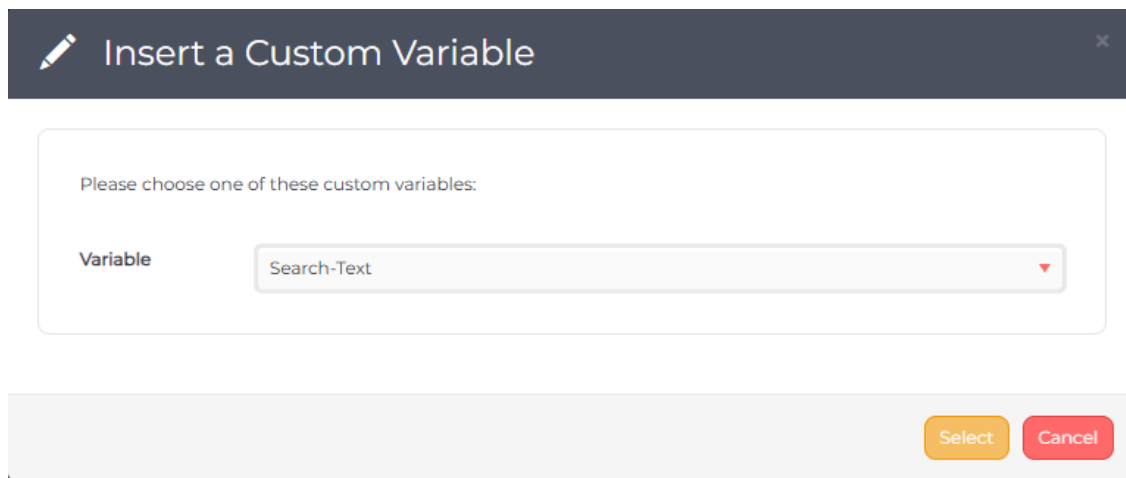 Insert a Custom Variable
Please choose one of these custom variables:
Variable
Search-Text
Select
Cancel